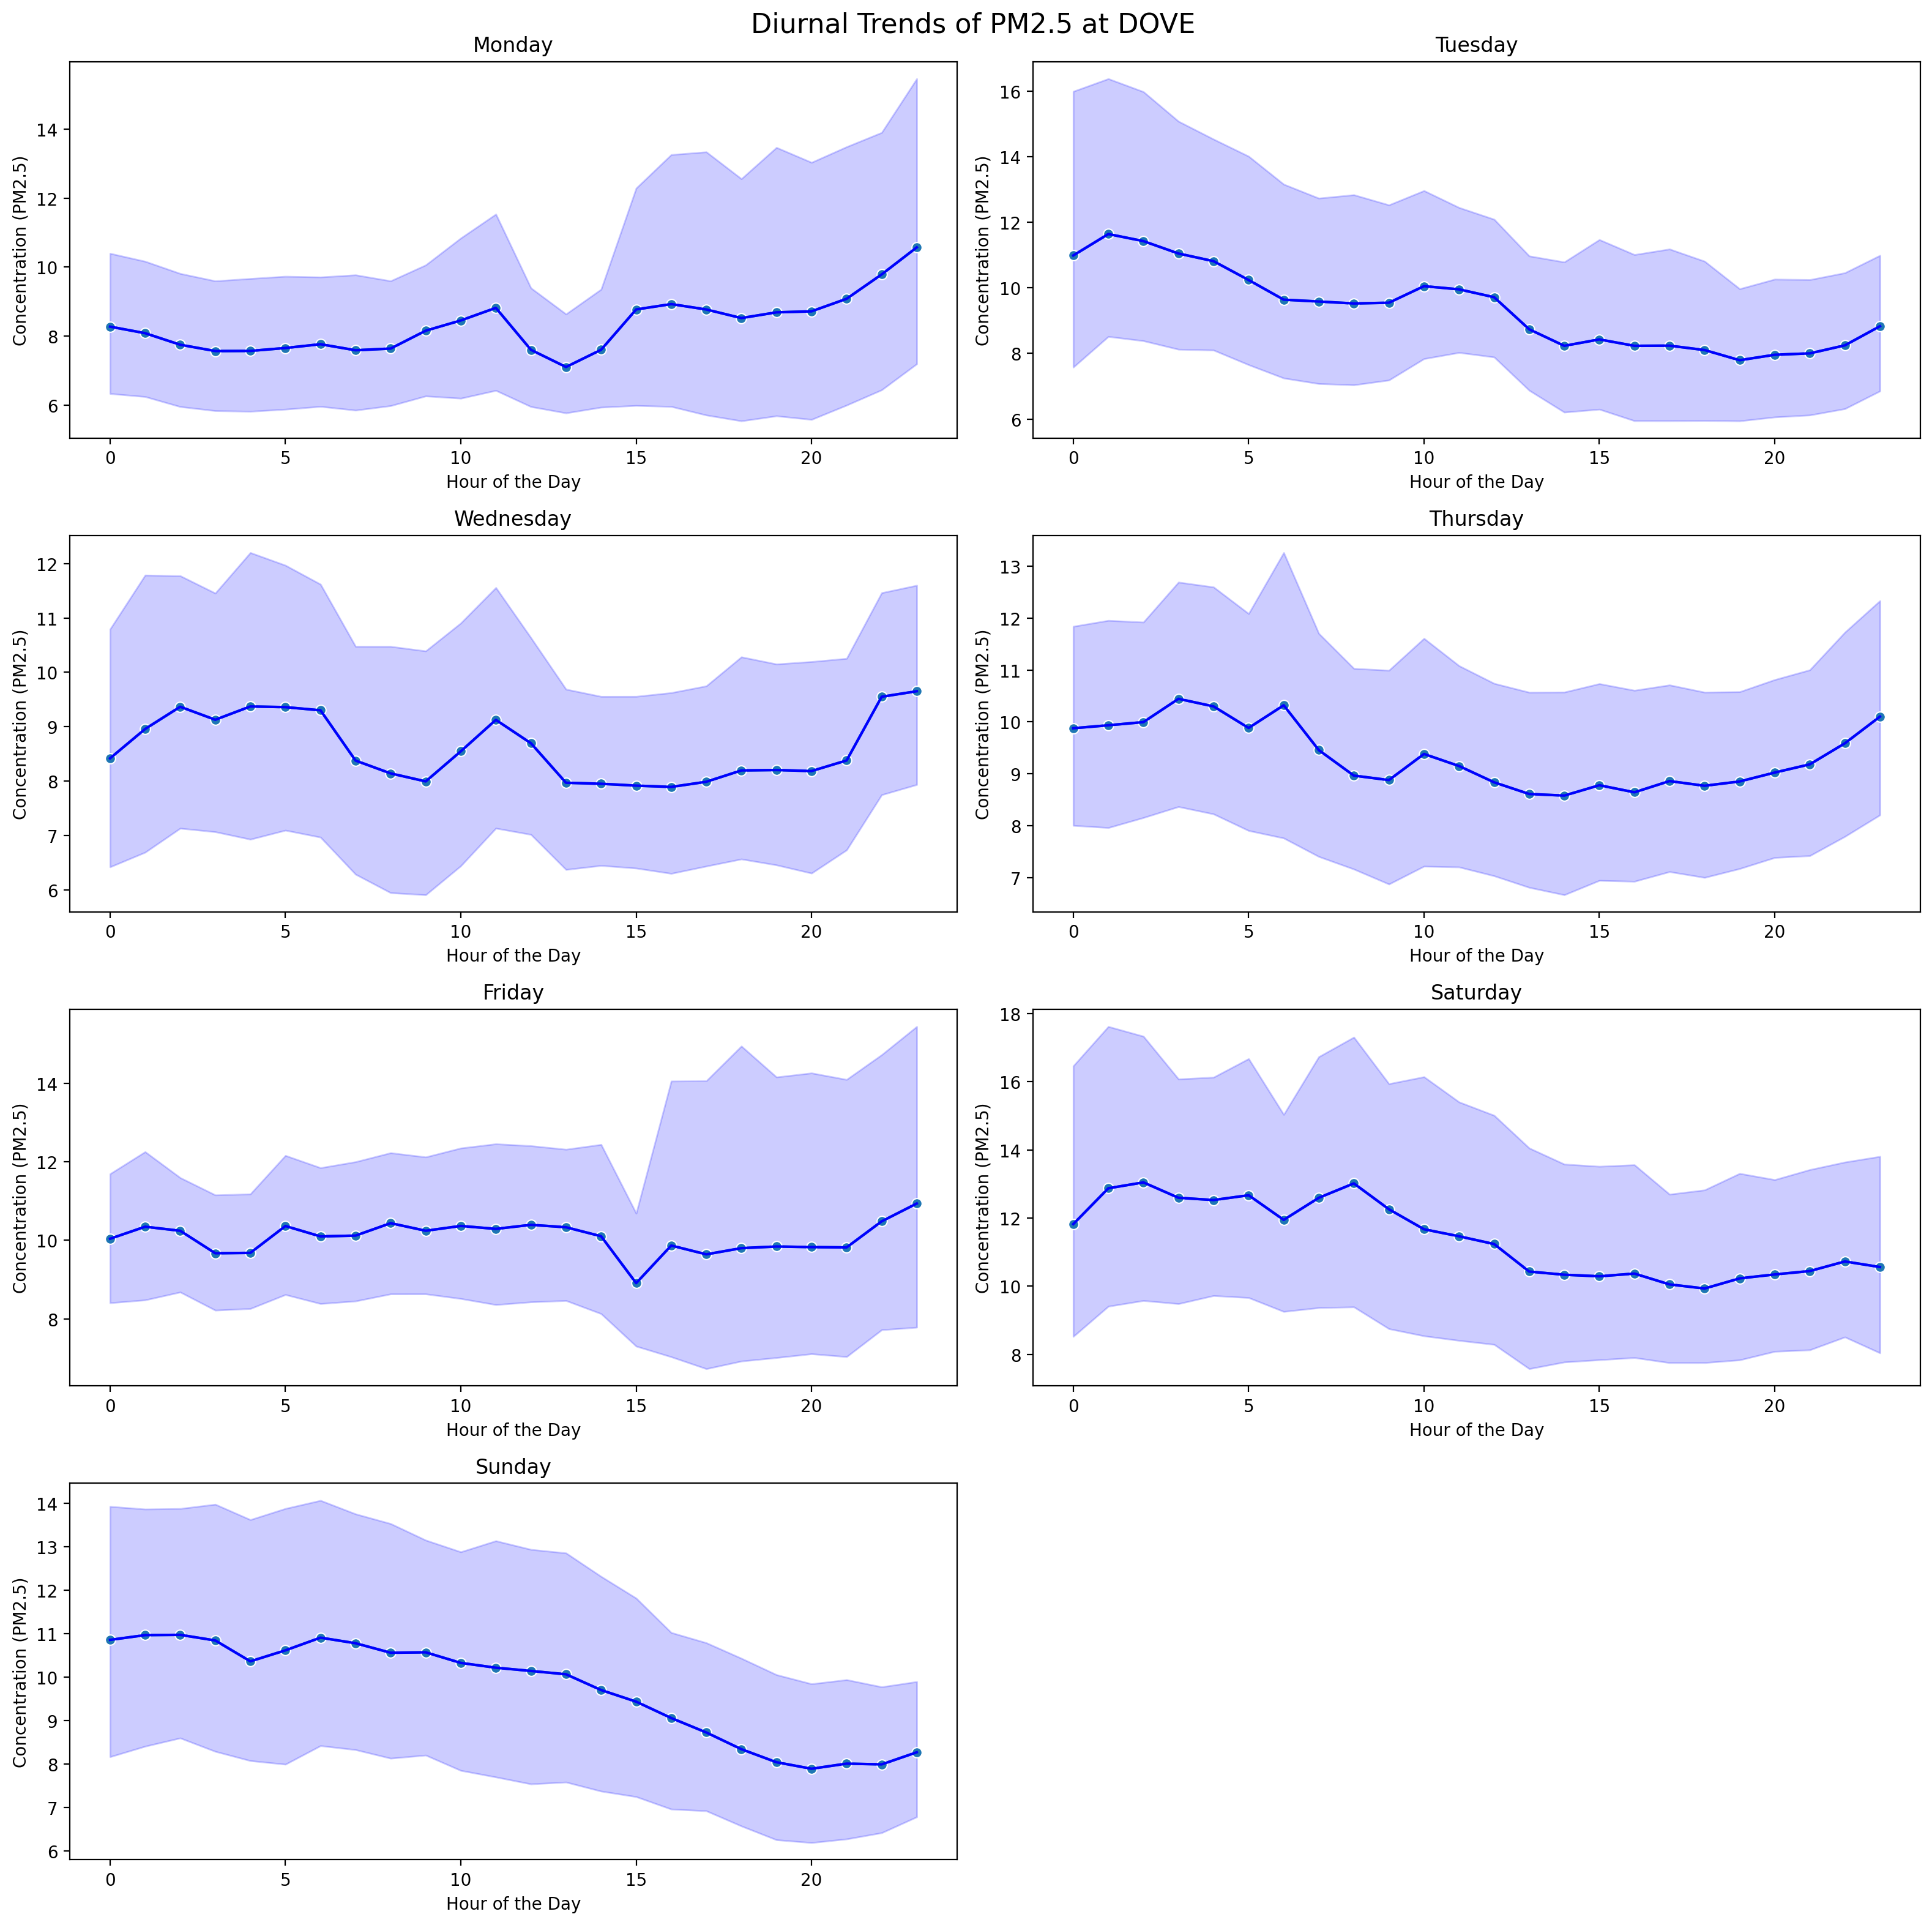 Diurnal Trends of PM2.5 at DOVE
Monday
Concentration (PM2.5)
14
12
10
8
6
0 5 10 15 20
Hour of the Day
Tuesday
Concentration (PM2.5)
16
14
12
10
8
6
0 5 10 15 20
Hour of the Day
Wednesday
Concentration (PM2.5)
12
11
10
9
8
7
6
0 5 10 15 20
Hour of the Day
Thursday
Concentration (PM2.5)
13
12
11
10
9
8
7
0 5 10 15 20
Hour of the Day
Friday
Concentration (PM2.5)
14
12
10
8
0 5 10 15 20
Hour of the Day
Saturday
Concentration (PM2.5)
18
16
14
12
10
8
0 5 10 15 20
Hour of the Day
Sunday
Concentration (PM2.5)
14
13
12
11
10
9
8
7
6
0 5 10 15 20
Hour of the Day